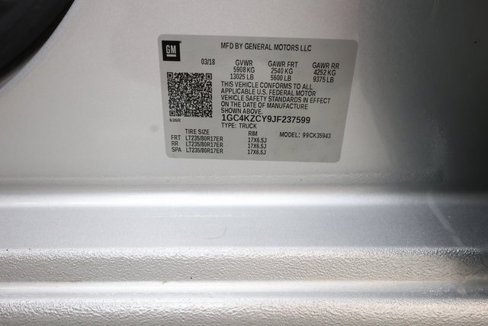 GM
MFD BY GENERAL MOTORS LLC
03/18 GVWR GAWR FRT GAWR RR
5908 KG 2540 KG 4252 KG
13025 LB 5600 LB 9375 LB
THIS VEHICLE CONFORMS TO ALL
APPLICABLE U.S. FEDERAL MOTOR
VEHICLE SAFETY STANDARDS IN
EFFECT ON THE DATE OF MANUFACTURE
SHOWN ABOVE.
1GC4KZCY9JF237599
TYPE: TRUCK
TIRE SIZE RIM MODEL: 99CK35943
FRT LT235/80R17ER 17X6.5J
RR LT235/80R17ER 17X6.5J
SPA LT235/80R17ER 17X6.5J